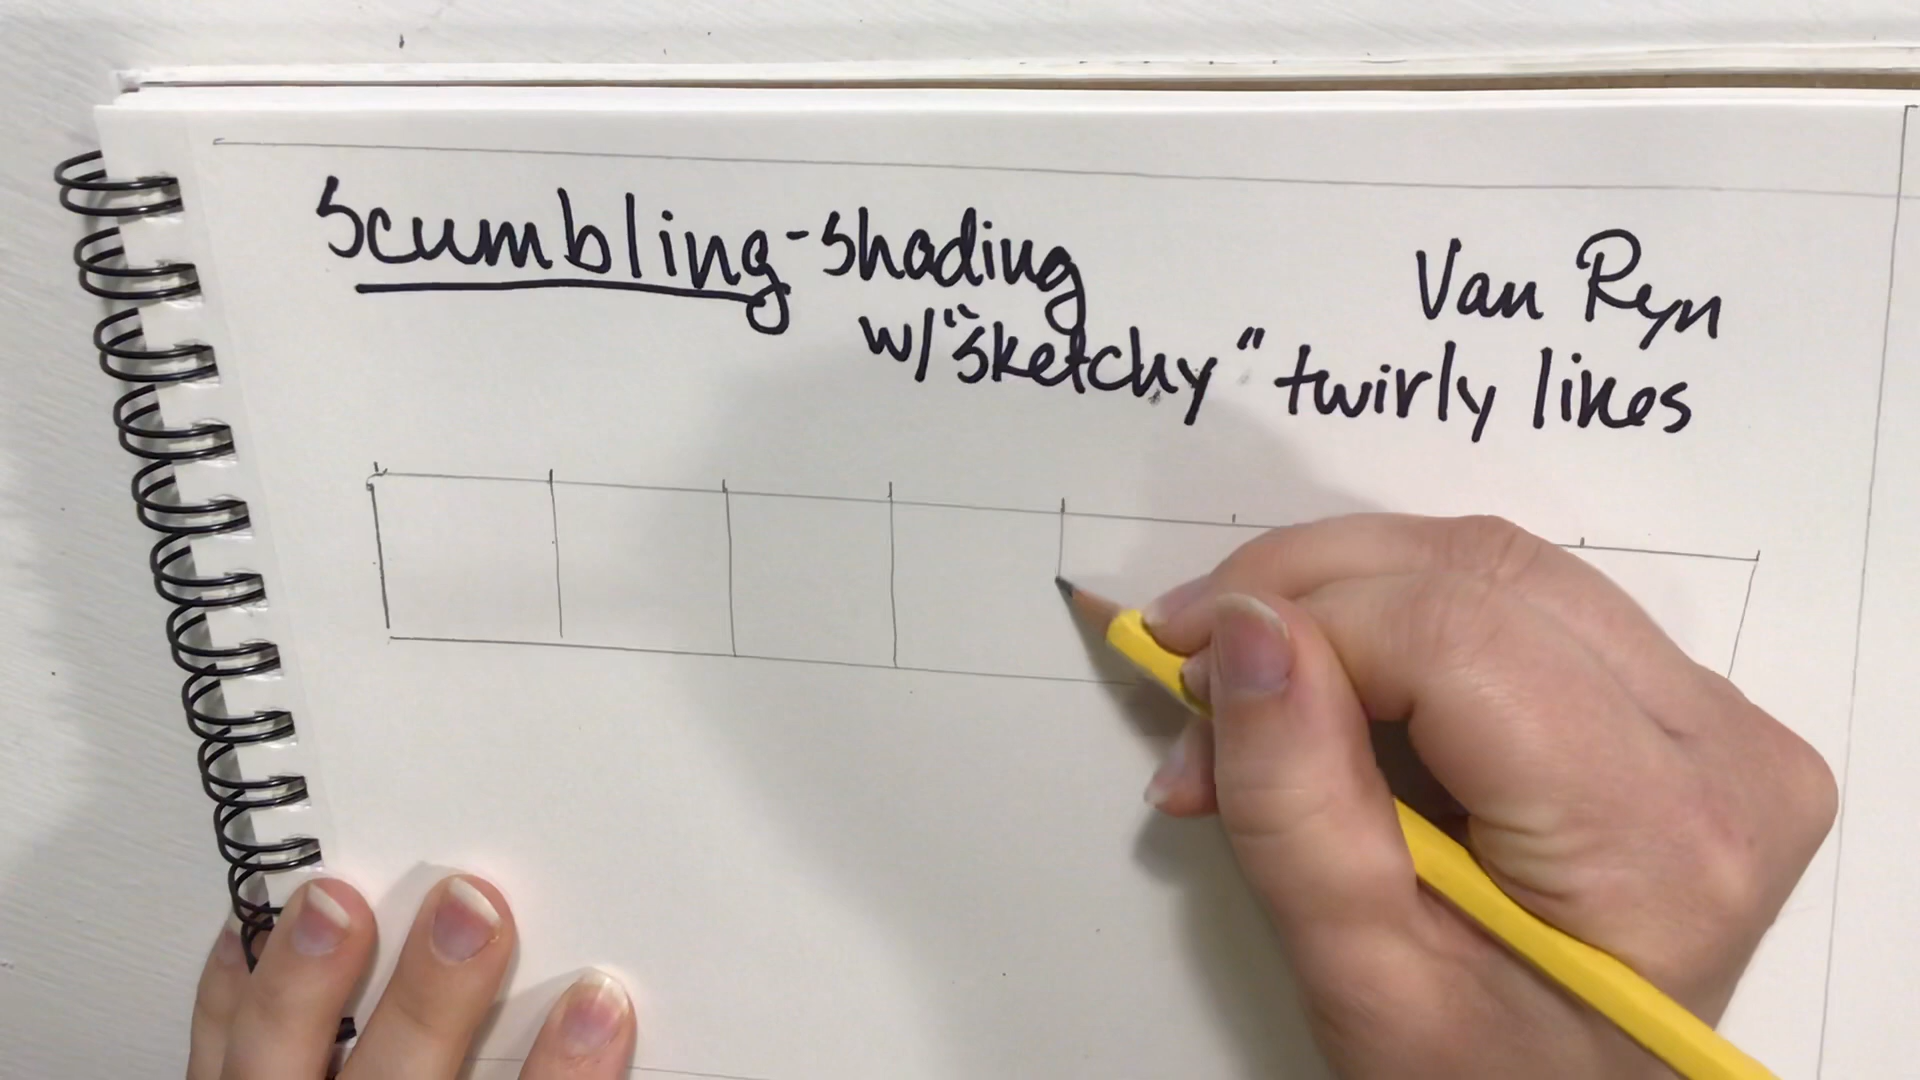 Scumbling - Shading
w/ "Sketchy" twirly lines
Van Ryn